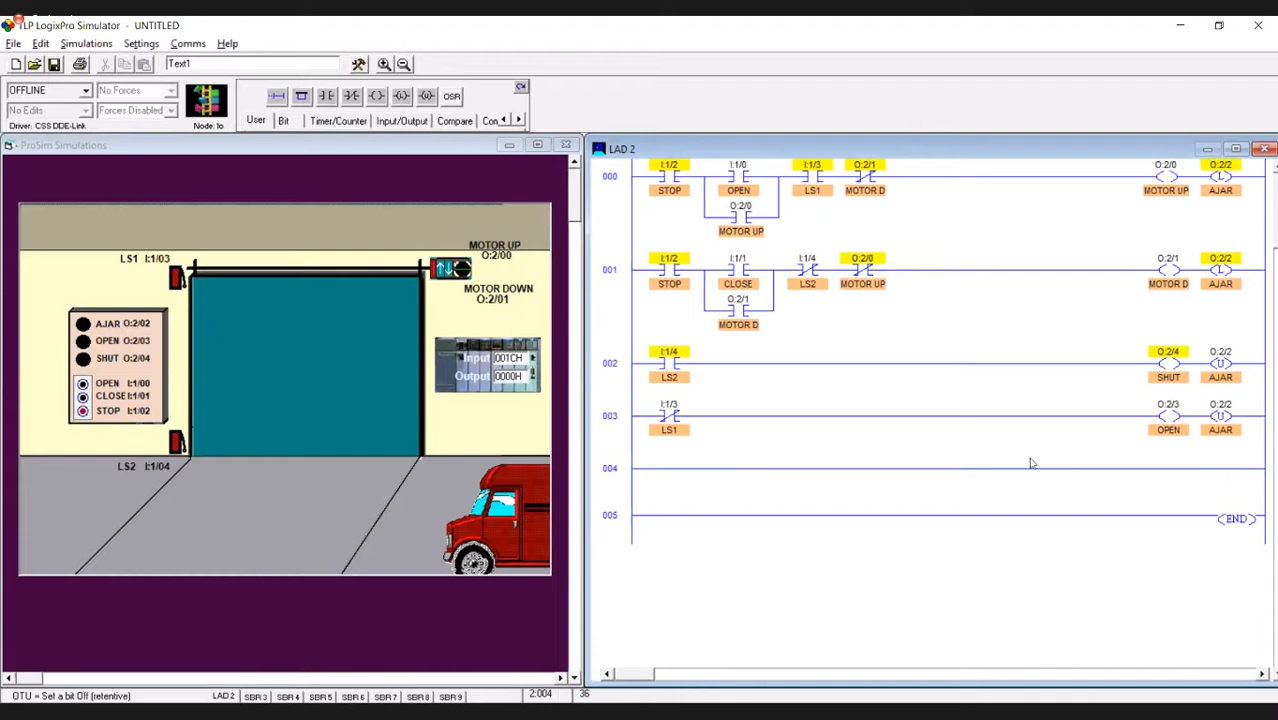 TLP LogixPro Simulator - UNTITLED
File Edit Simulations Settings Comms Help
Text1
OFFLINE No Forces
No Edits Forces Disabled
Driver: CSS DDE-Link Node: 1o
OSR
User Bit Timer/Counter Input/Output Compare Con
ProSim Simulations
LS1 I:1/03
MOTOR UP
O:2/00
MOTOR DOWN
O:2/01
AJAR O:2/02
OPEN O:2/03
SHUT O:2/04
OPEN I:1/00
CLOSE I:1/01
STOP I:1/02
Input 001CH
Output 0000H
LS2 I:1/04
LAD 2
I:1/2 I:1/0 I:1/3 O:2/1 O:2/0 O:2/2
000 L
STOP OPEN LS1 MOTOR D MOTOR UP AJAR
O:2/0
MOTOR UP
I:1/2 I:1/1 I:1/4 O:2/0 O:2/1 O:2/2
001 L
STOP CLOSE LS2 MOTOR UP MOTOR D AJAR
O:2/1
MOTOR D
I:1/4 O:2/4 O:2/2
002 U
LS2 SHUT AJAR
I:1/3 O:2/3 O:2/2
003 U
LS1 OPEN AJAR
004
005 END
OTU = Set a bit Off (retentive) LAD 2 SBR 3 SBR 4 SBR 5 SBR 6 SBR 7 SBR 8 SBR 9 2:004 36